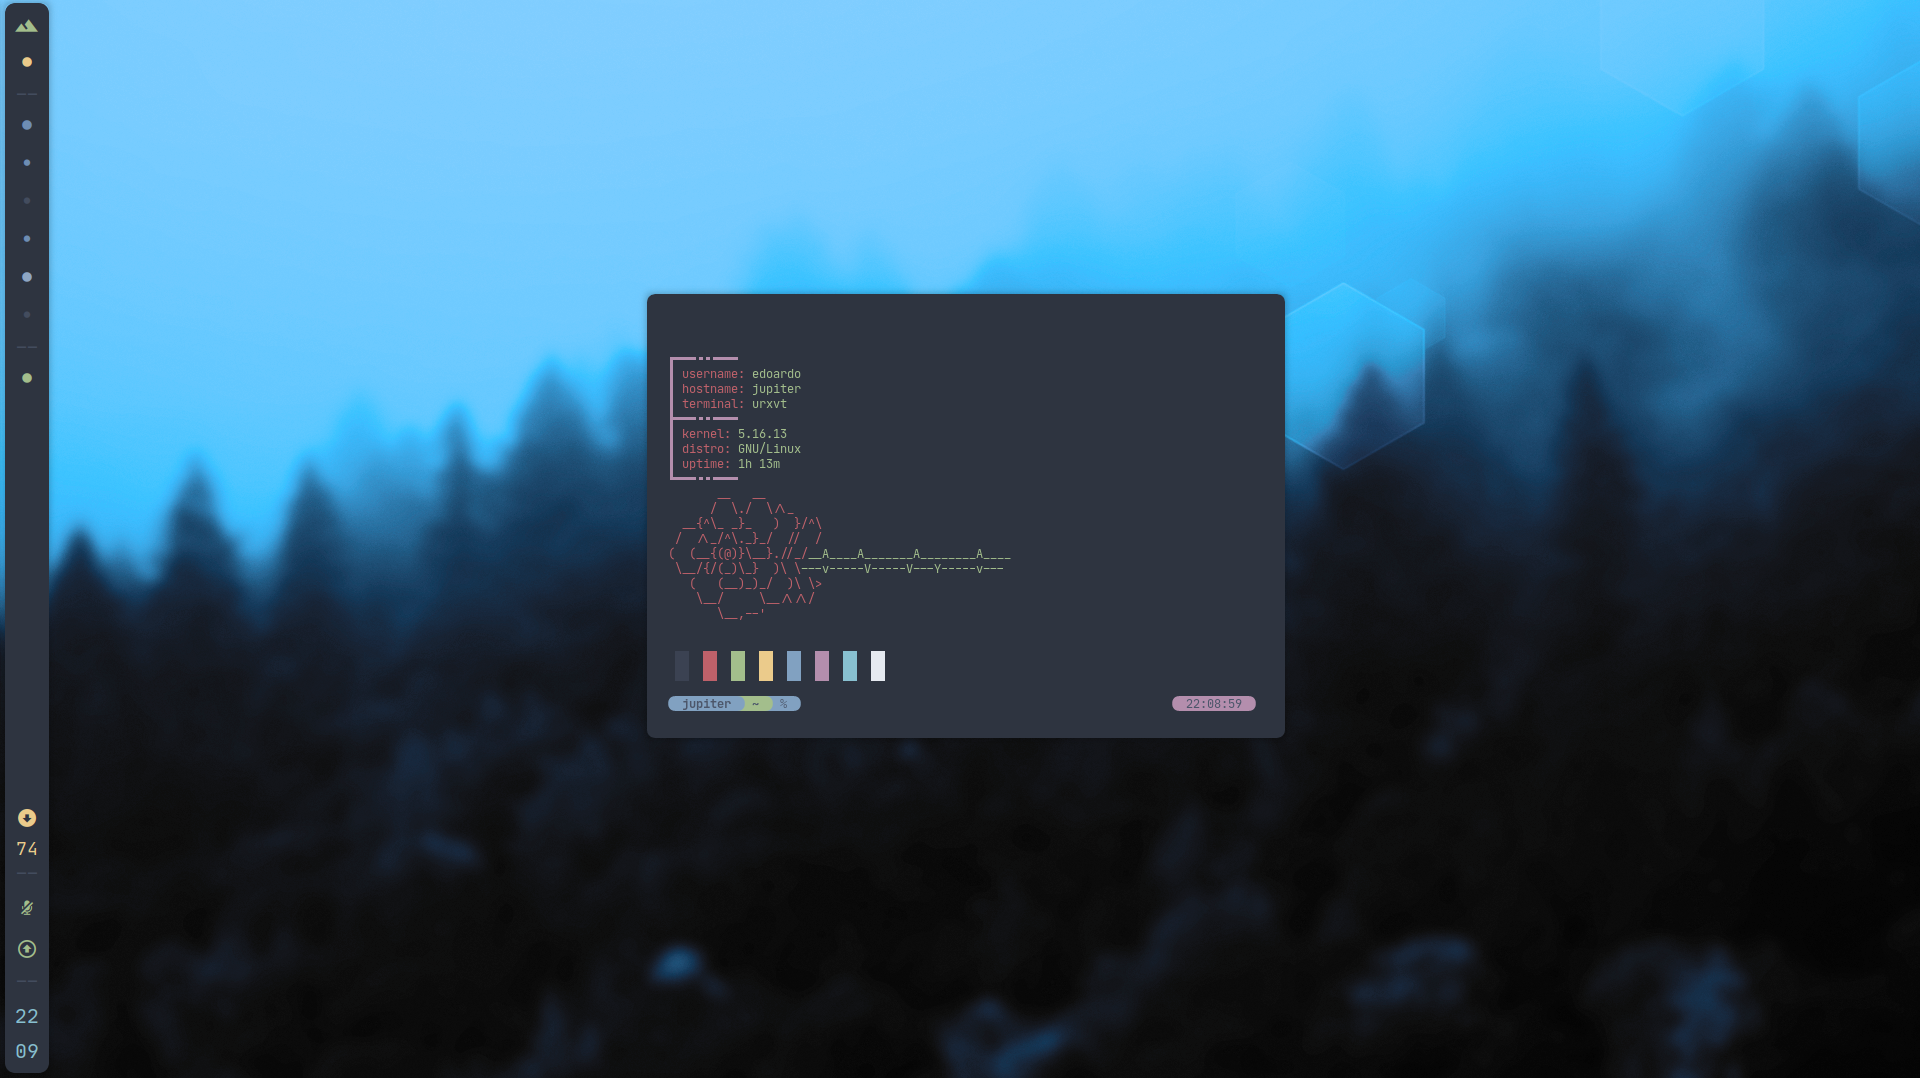 username: edoardo
hostname: jupiter
terminal: urxvt
kernel: 5.16.13
distro: GNU/Linux
uptime: 1h 13m
jupiter ~ %
22:08:59
74
22
09